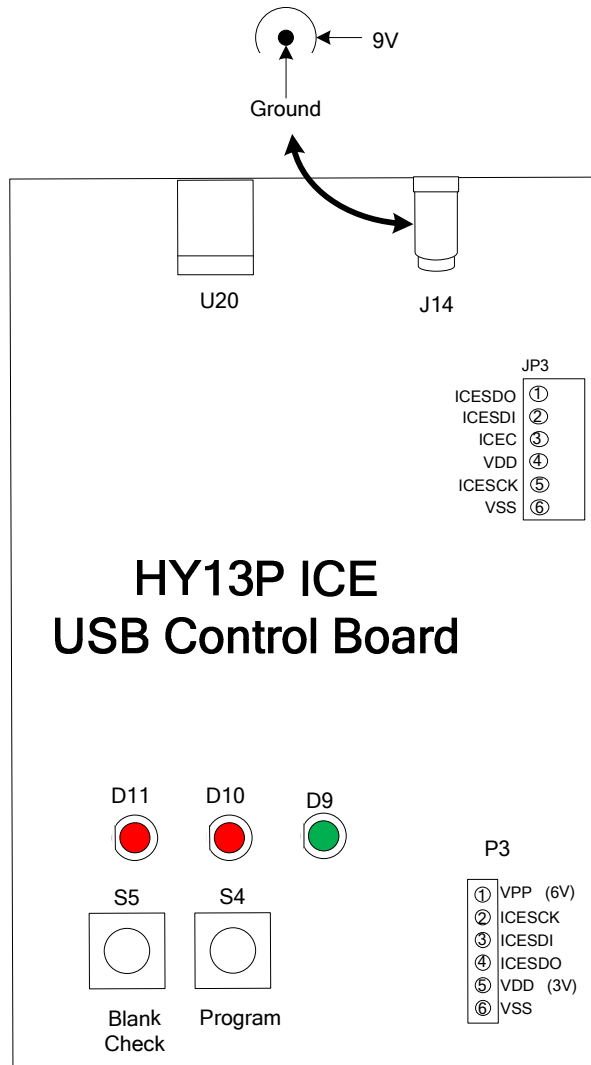 9V
Ground
U20
J14
JP3
ICESDO ①
ICESDI ②
ICEC ③
VDD ④
ICESCK ⑤
VSS ⑥
HY13P ICE
USB Control Board
D11 D10 D9
S5 S4
Blank
Check
Program
P3
① VPP (6V)
② ICESCK
③ ICESDI
④ ICESDO
⑤ VDD (3V)
⑥ VSS